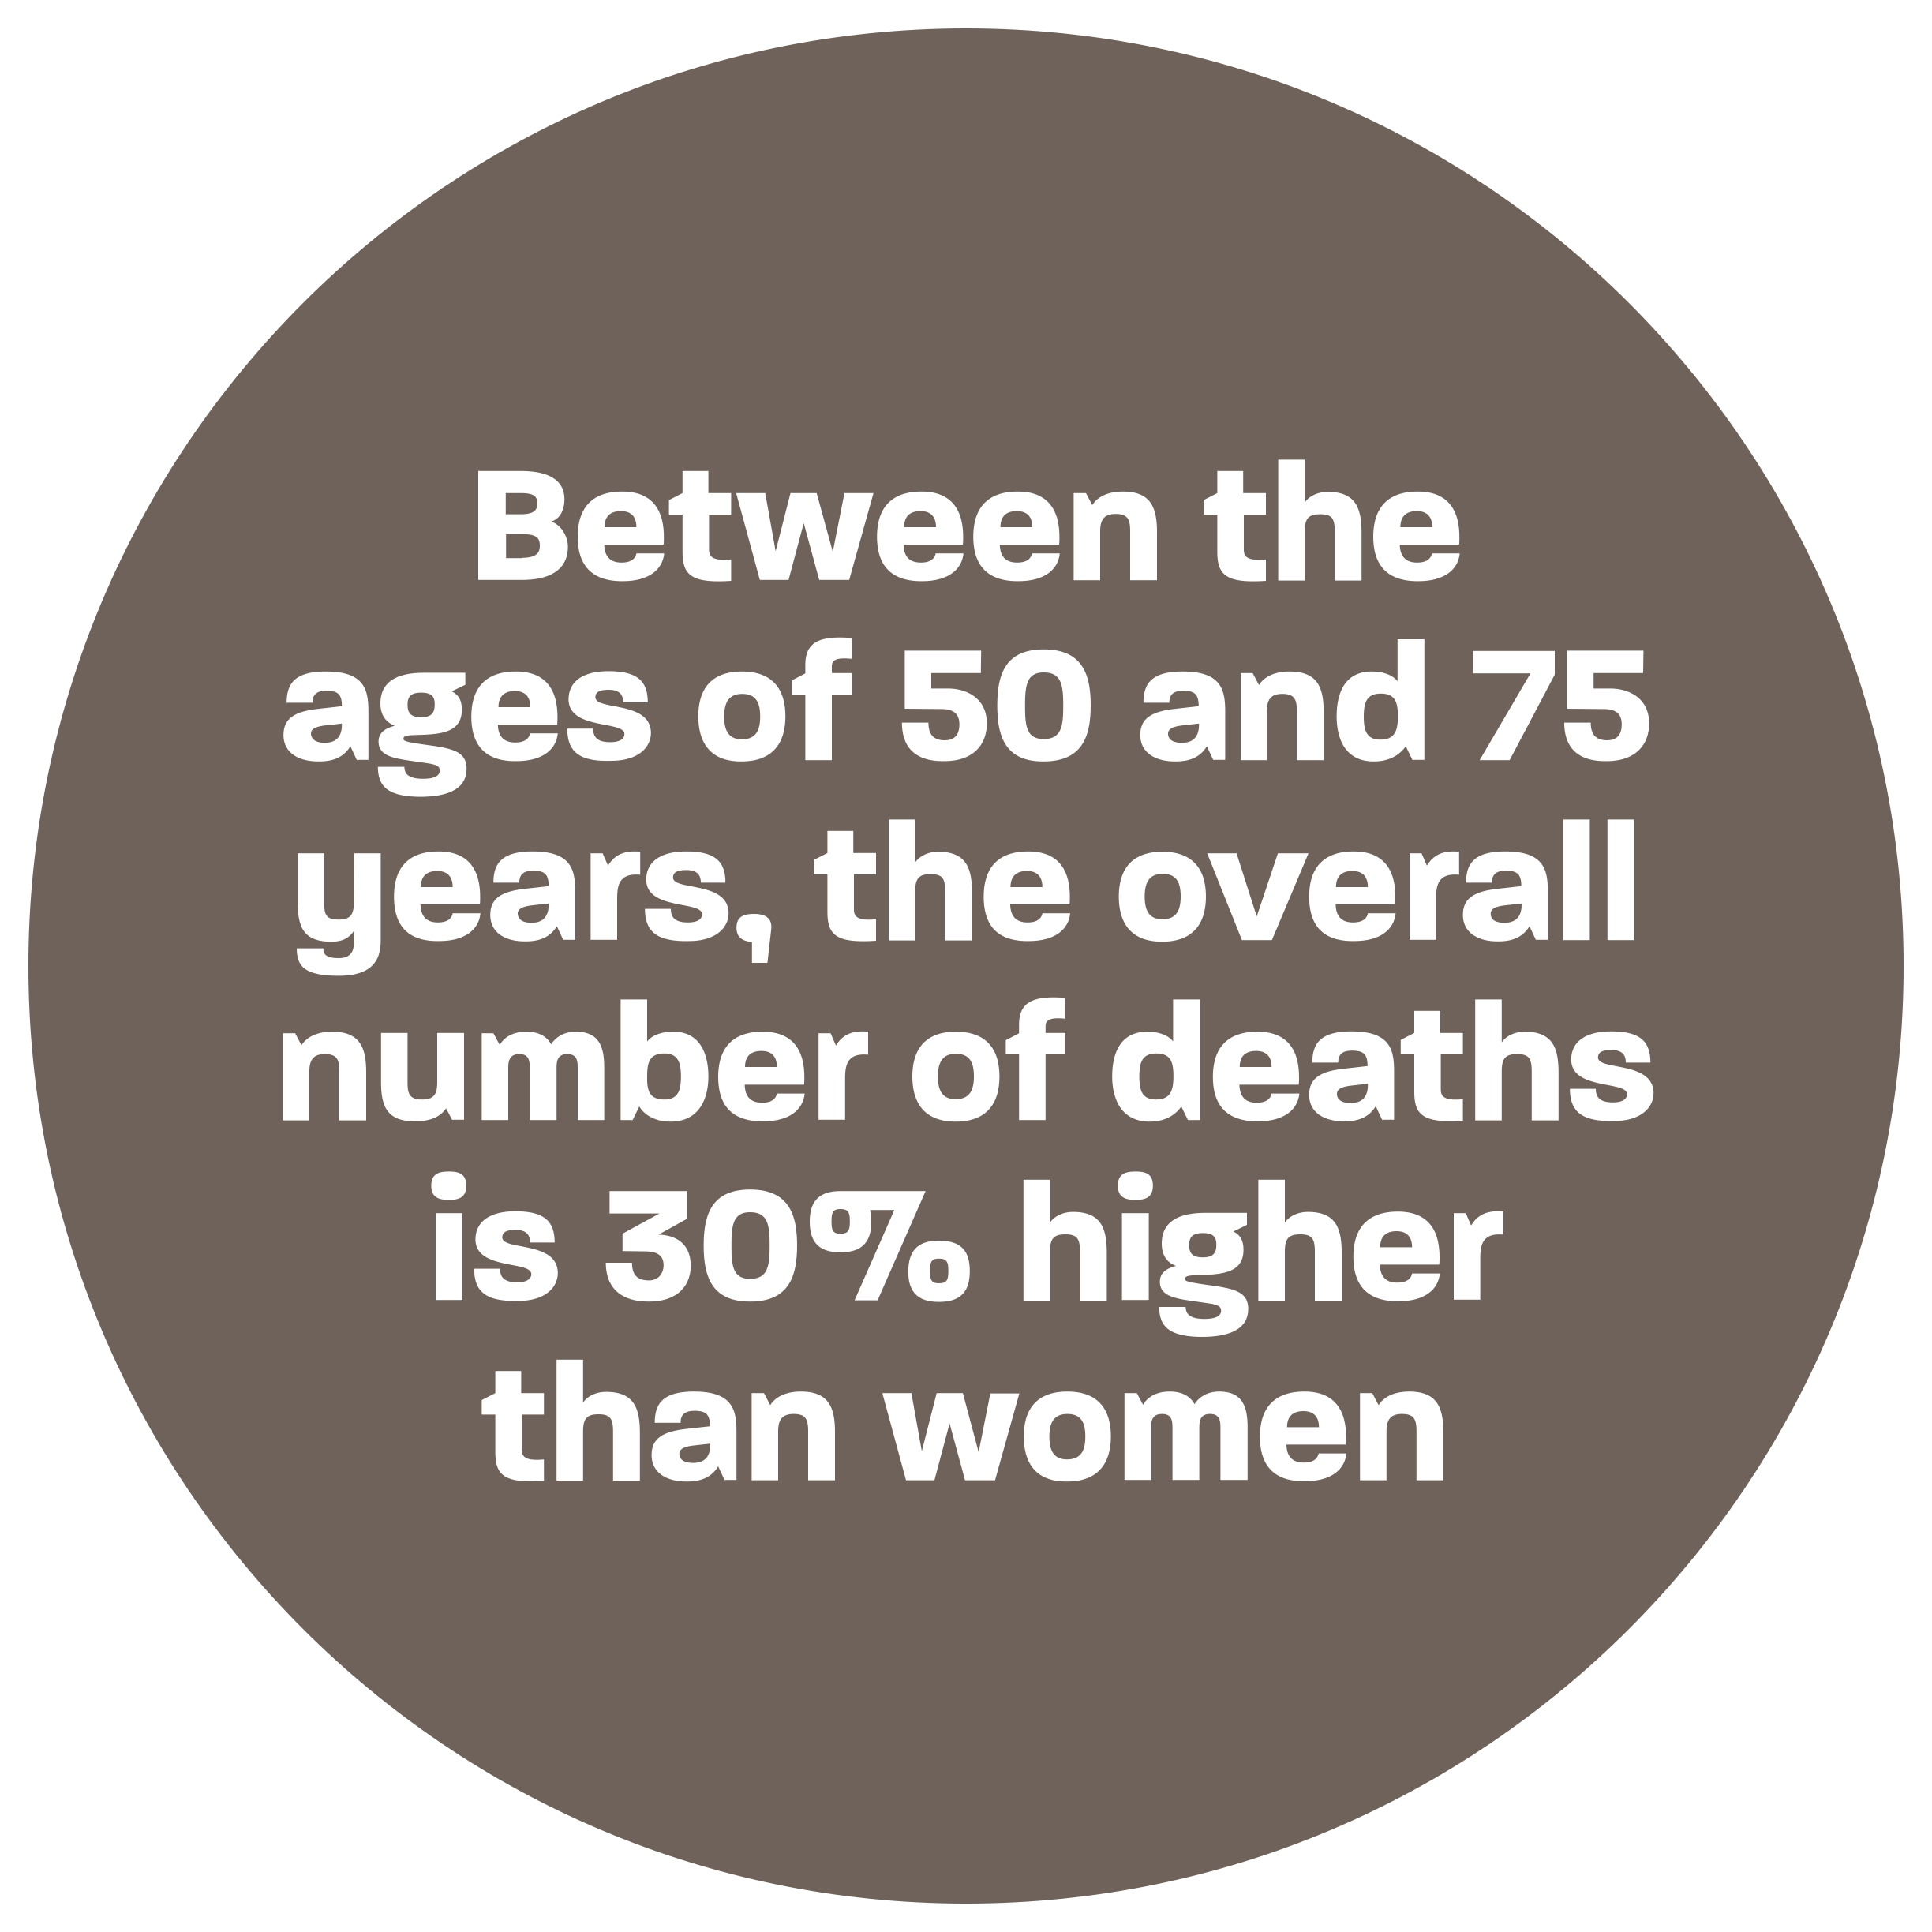 Between the
ages of 50 and 75
years, the overall
number of deaths
is 30% higher
than women